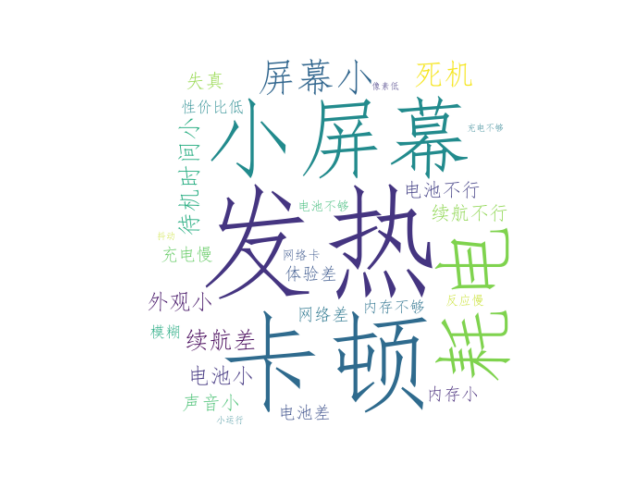 失真
屏幕小
像素低
死机
性价比低
小屏幕
充电不够
待机时间小
电池不行
发热
电池不够
续航不行
抖动
充电慢
网络卡
体验差
耗电
外观小
网络差
内存不够
反应慢
模糊
续航差
卡顿
电池小
内存小
声音小
电池差
小运行